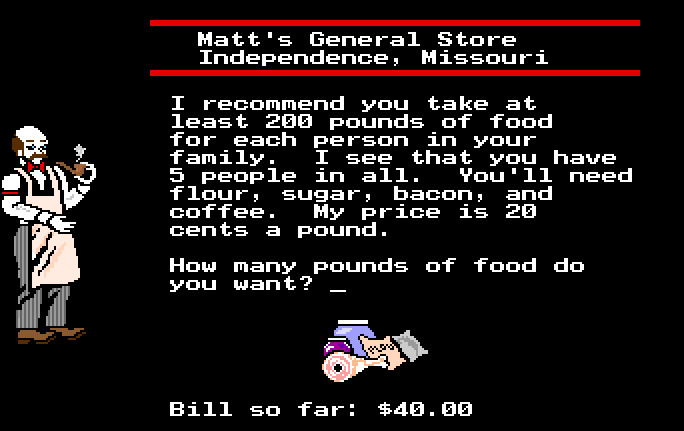 Matt's General Store
Independence, Missouri
I recommend you take at
least 200 pounds of food
for each person in your
family.  I see that you have
5 people in all.  You'll need
flour, sugar, bacon, and
coffee.  My price is 20
cents a pound.
How many pounds of food do
you want? _
Bill so far: $40.00